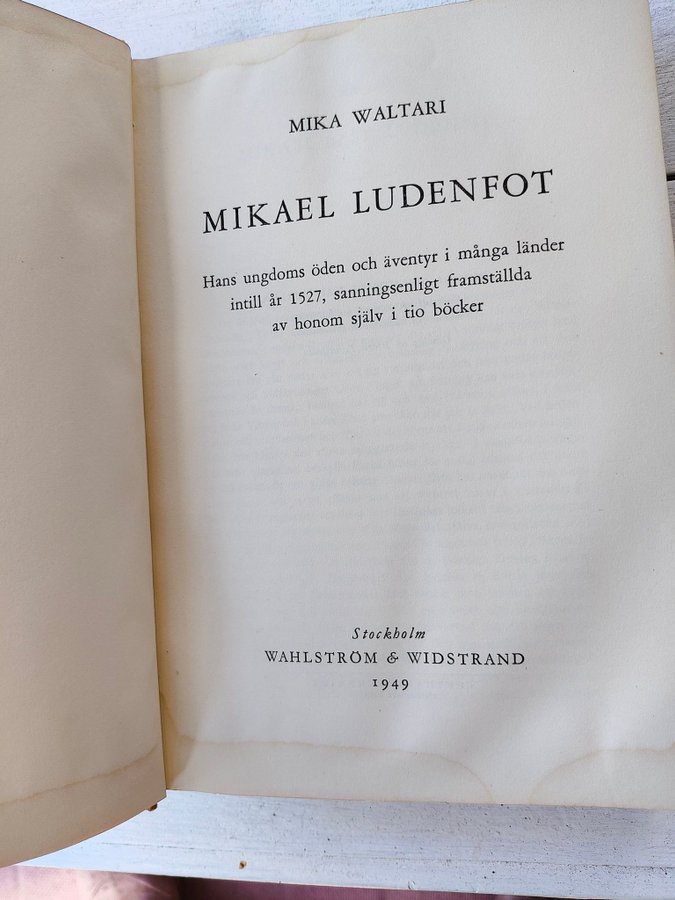 MIKA WALTARI
MIKAEL LUDENFOT
Hans ungdoms öden och äventyr i många länder
intill år 1527, sanningsenligt framställda
av honom själv i tio böcker
Stockholm
WAHLSTRÖM & WIDSTRAND
1949